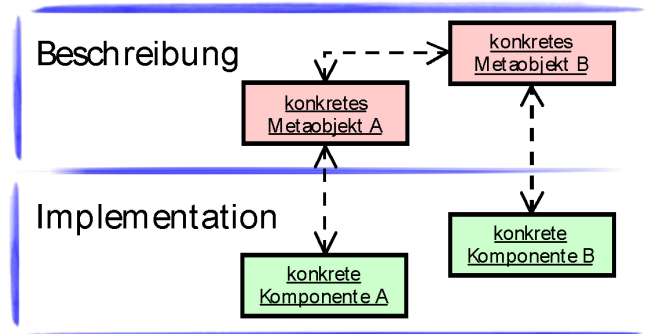 Beschreibung
konkretes
Metaobjekt B
konkretes
Metaobjekt A
Implementation
konkrete
Komponente B
konkrete
Komponente A